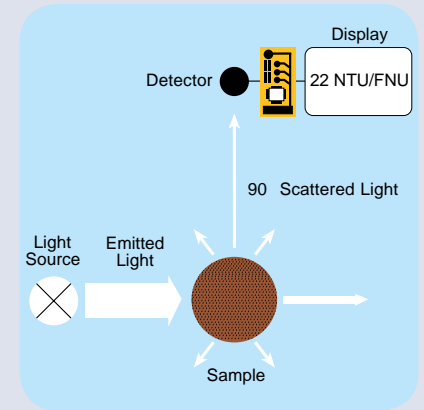 Display
Detector
22 NTU/FNU
90 Scattered Light
Light
Source
Emitted
Light
Sample